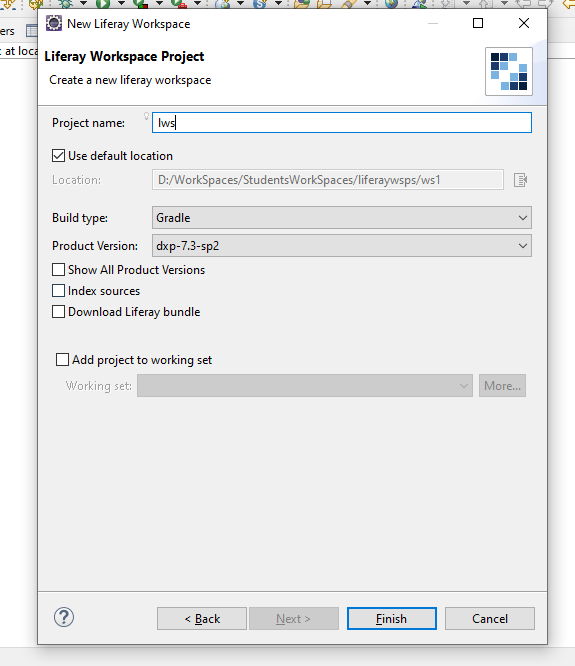 New Liferay Workspace
ers
t at loca
Liferay Workspace Project
Create a new liferay workspace
Project name: lws
Use default location
Location: D:/WorkSpaces/StudentsWorkSpaces/liferaywsps/ws1
Build type: Gradle
Product Version: dxp-7.3-sp2
Show All Product Versions
Index sources
Download Liferay bundle
Add project to working set
Working set: More...
? < Back Next > Finish Cancel